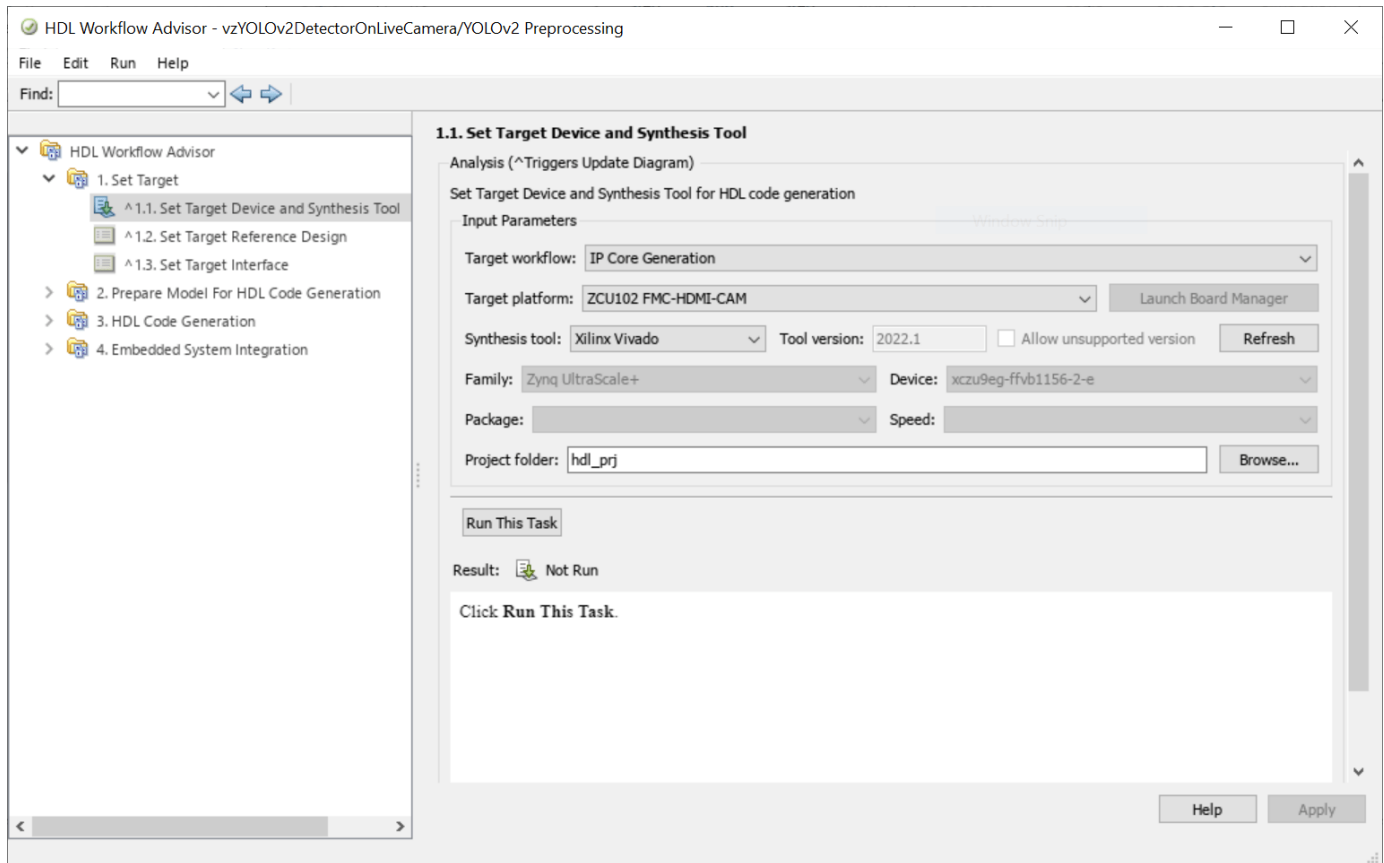 HDL Workflow Advisor - vzYOLOv2DetectorOnLiveCamera/YOLOv2 Preprocessing
File Edit Run Help
Find:
HDL Workflow Advisor
1. Set Target
^1.1. Set Target Device and Synthesis Tool
^1.2. Set Target Reference Design
^1.3. Set Target Interface
2. Prepare Model For HDL Code Generation
3. HDL Code Generation
4. Embedded System Integration
1.1. Set Target Device and Synthesis Tool
Analysis (^Triggers Update Diagram)
Set Target Device and Synthesis Tool for HDL code generation
Input Parameters
Window Snip
Target workflow: IP Core Generation
Target platform: ZCU102 FMC-HDMI-CAM Launch Board Manager
Synthesis tool: Xilinx Vivado Tool version: 2022.1 Allow unsupported version Refresh
Family: Zynq UltraScale+ Device: xczu9eg-ffvb1156-2-e
Package: Speed:
Project folder: hdl_prj Browse...
Run This Task
Result: Not Run
Click Run This Task.
Help Apply